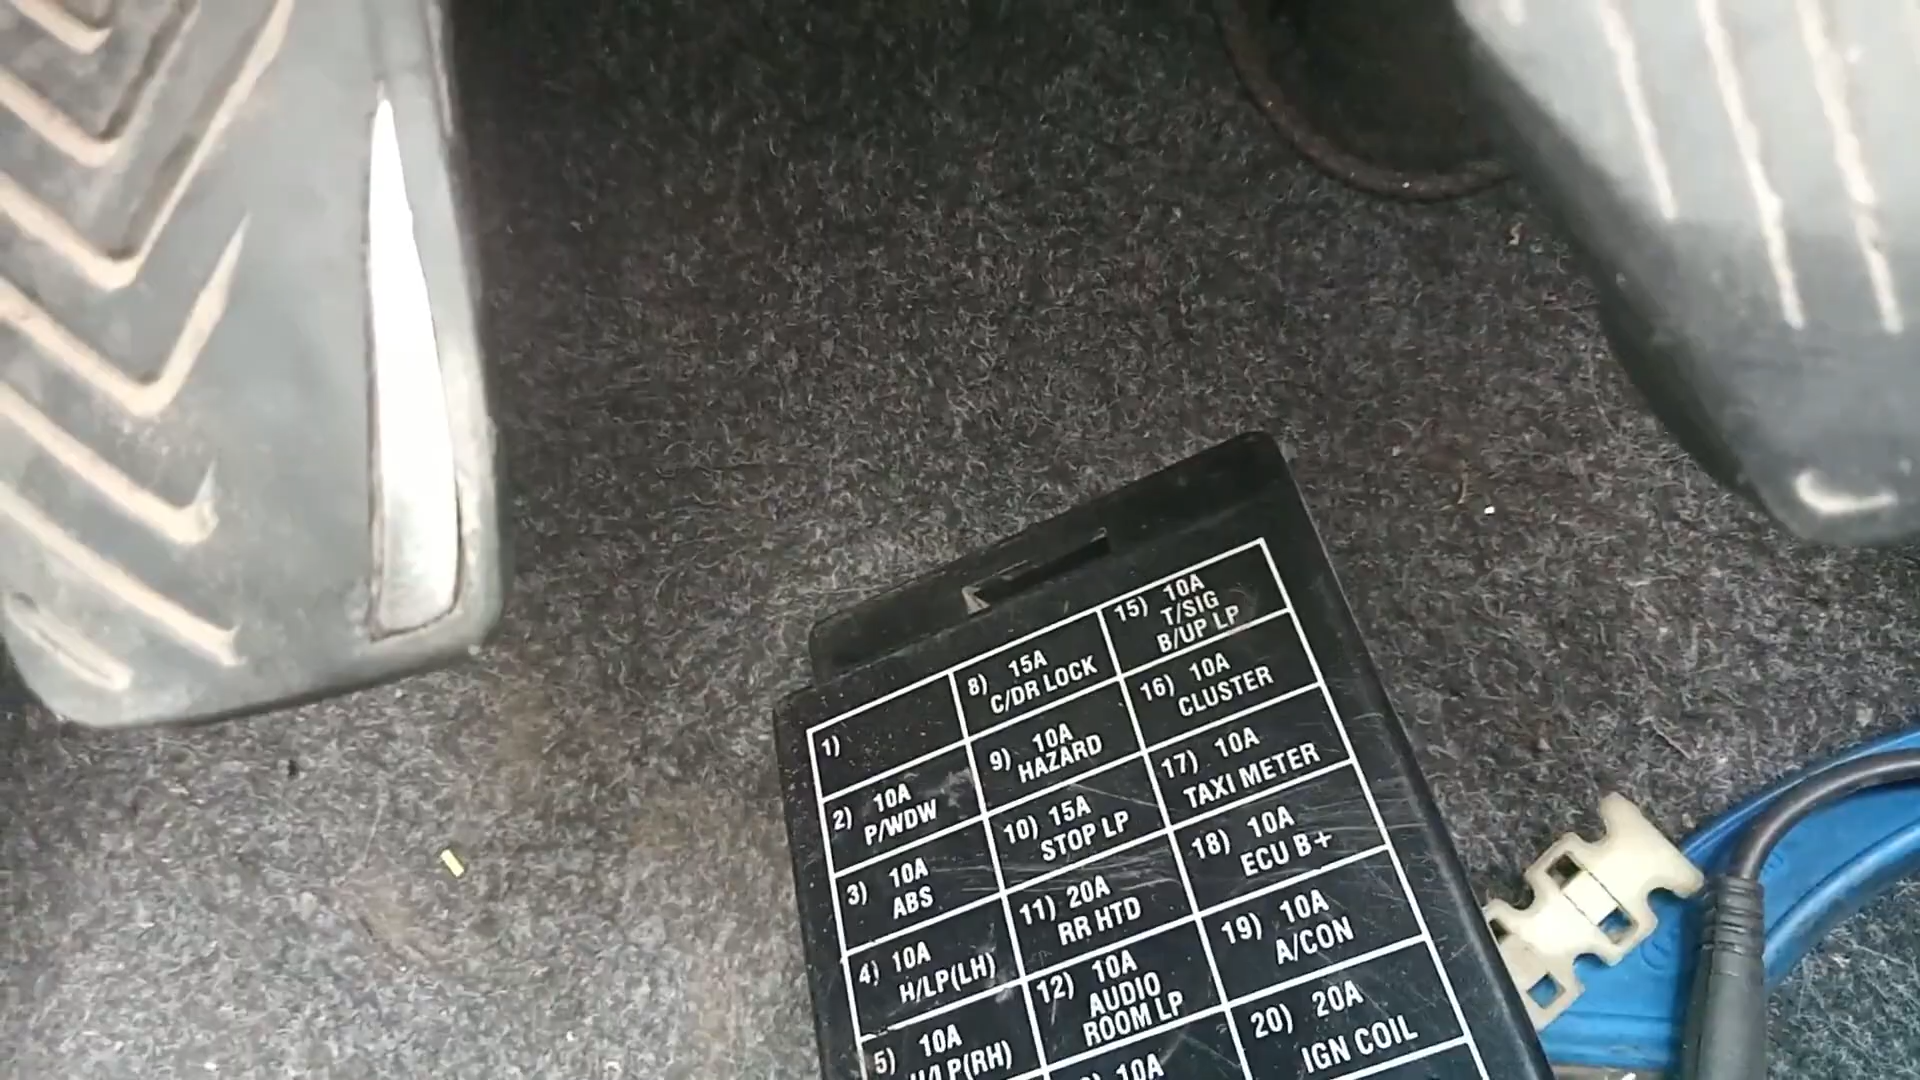 1)
2) 10A
P/WDW
3) 10A
ABS
4) 10A
H/LP(LH)
5) 10A
H/LP(RH)
8) 15A
C/DR LOCK
9) 10A
HAZARD
10) 15A
STOP LP
11) 20A
RR HTD
12) 10A
AUDIO
ROOM LP
10A
15) 10A
T/SIG
B/UP LP
16) 10A
CLUSTER
17) 10A
TAXI METER
18) 10A
ECU B+
19) 10A
A/CON
20) 20A
IGN COIL